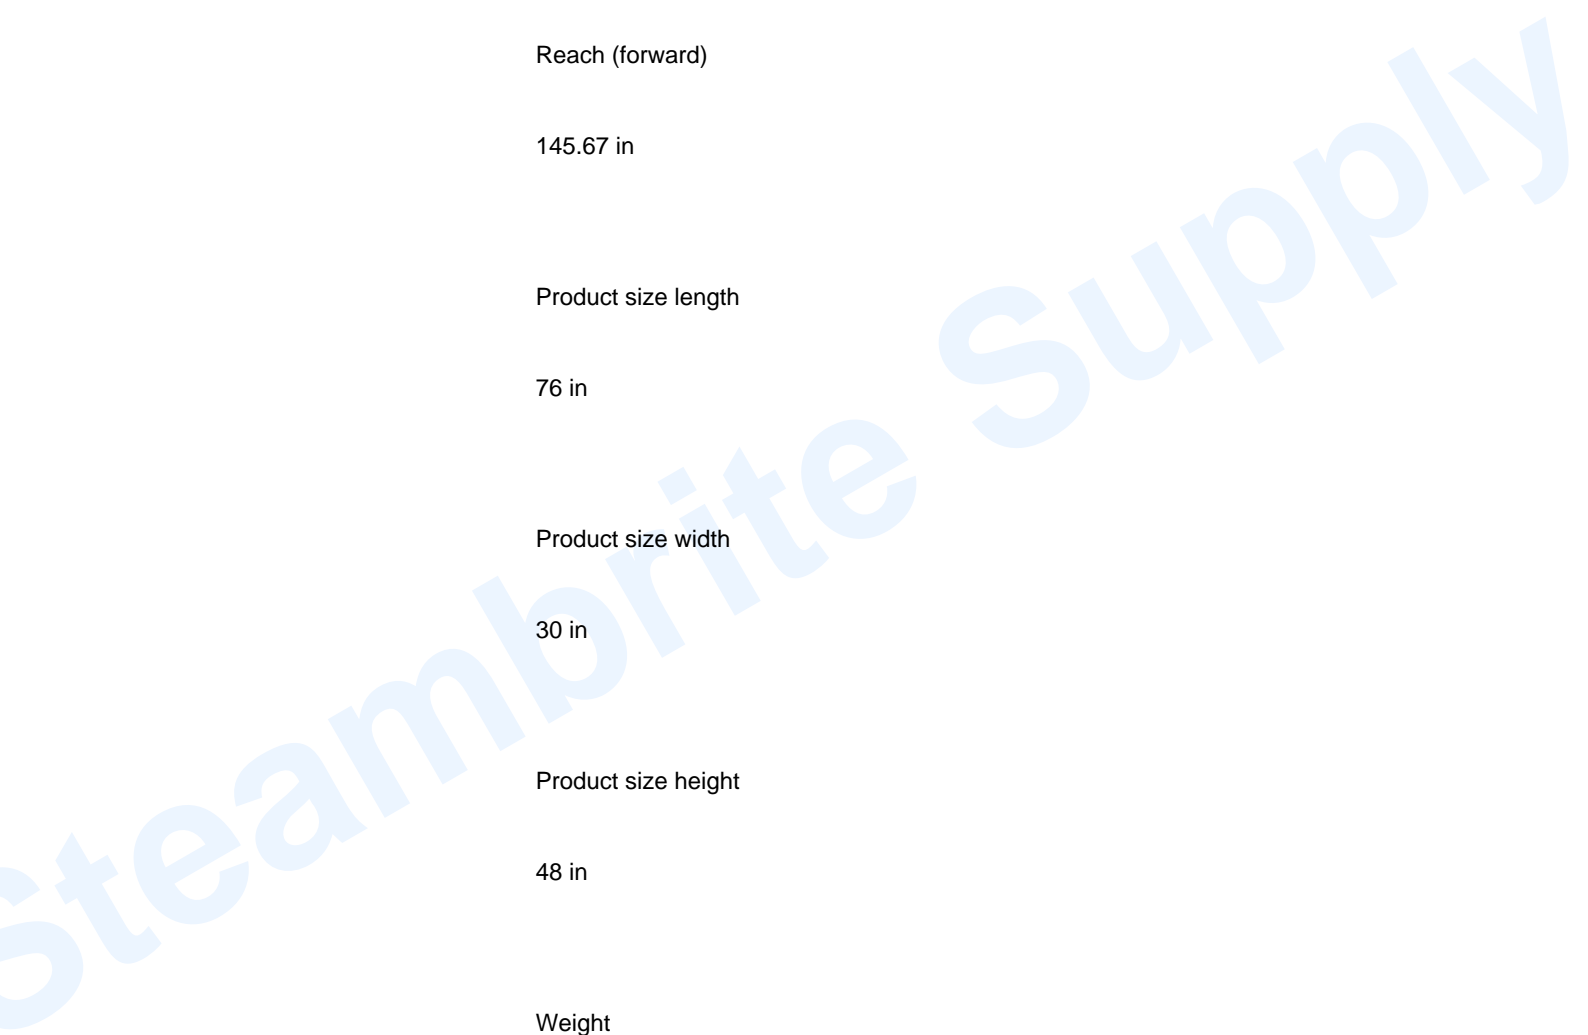 Reach (forward)
145.67 in
Product size length
76 in
Product size width
30 in
Product size height
48 in
Weight
Steambrite Supply